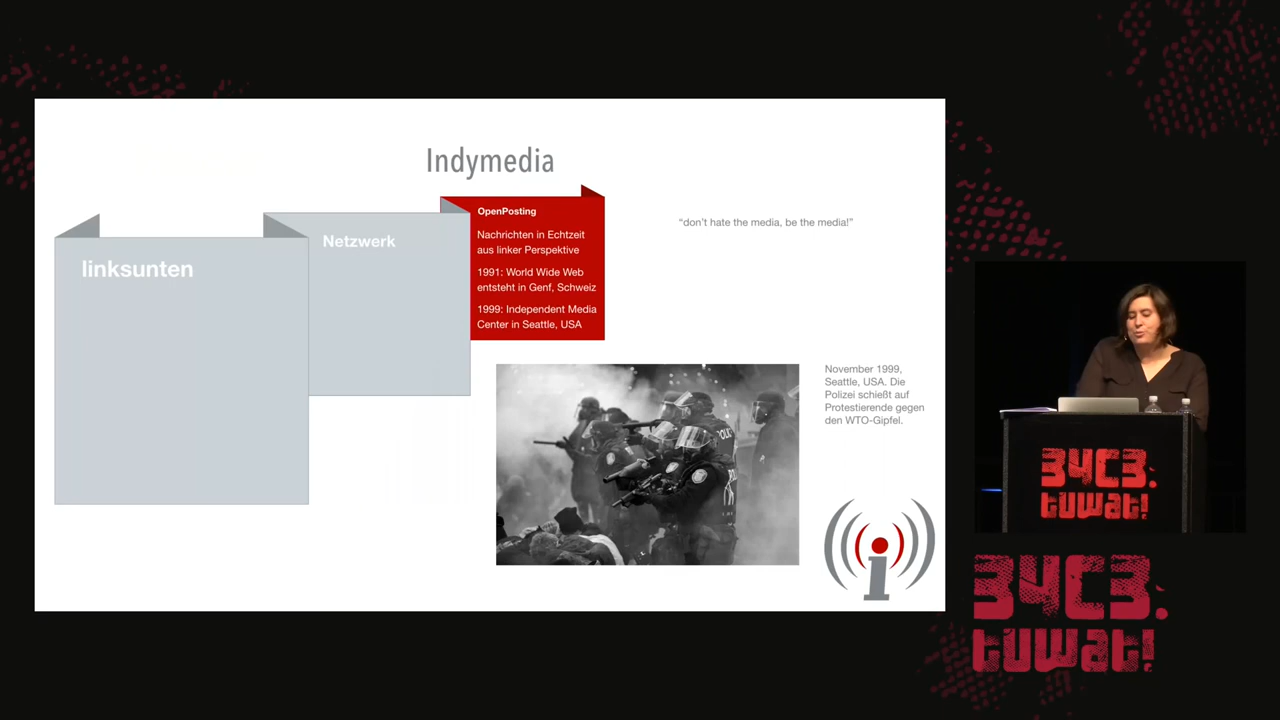 Indymedia
linksunten
Netzwerk
OpenPosting
Nachrichten in Echtzeit
aus linker Perspektive
1991: World Wide Web
entsteht in Genf, Schweiz
1999: Independent Media
Center in Seattle, USA
“don’t hate the media, be the media!”
POLIC
November 1999,
Seattle, USA. Die
Polizei schießt auf
Protestierende gegen
den WTO-Gipfel.
i
34C3.
tuwat!
34C3.
tuwat!